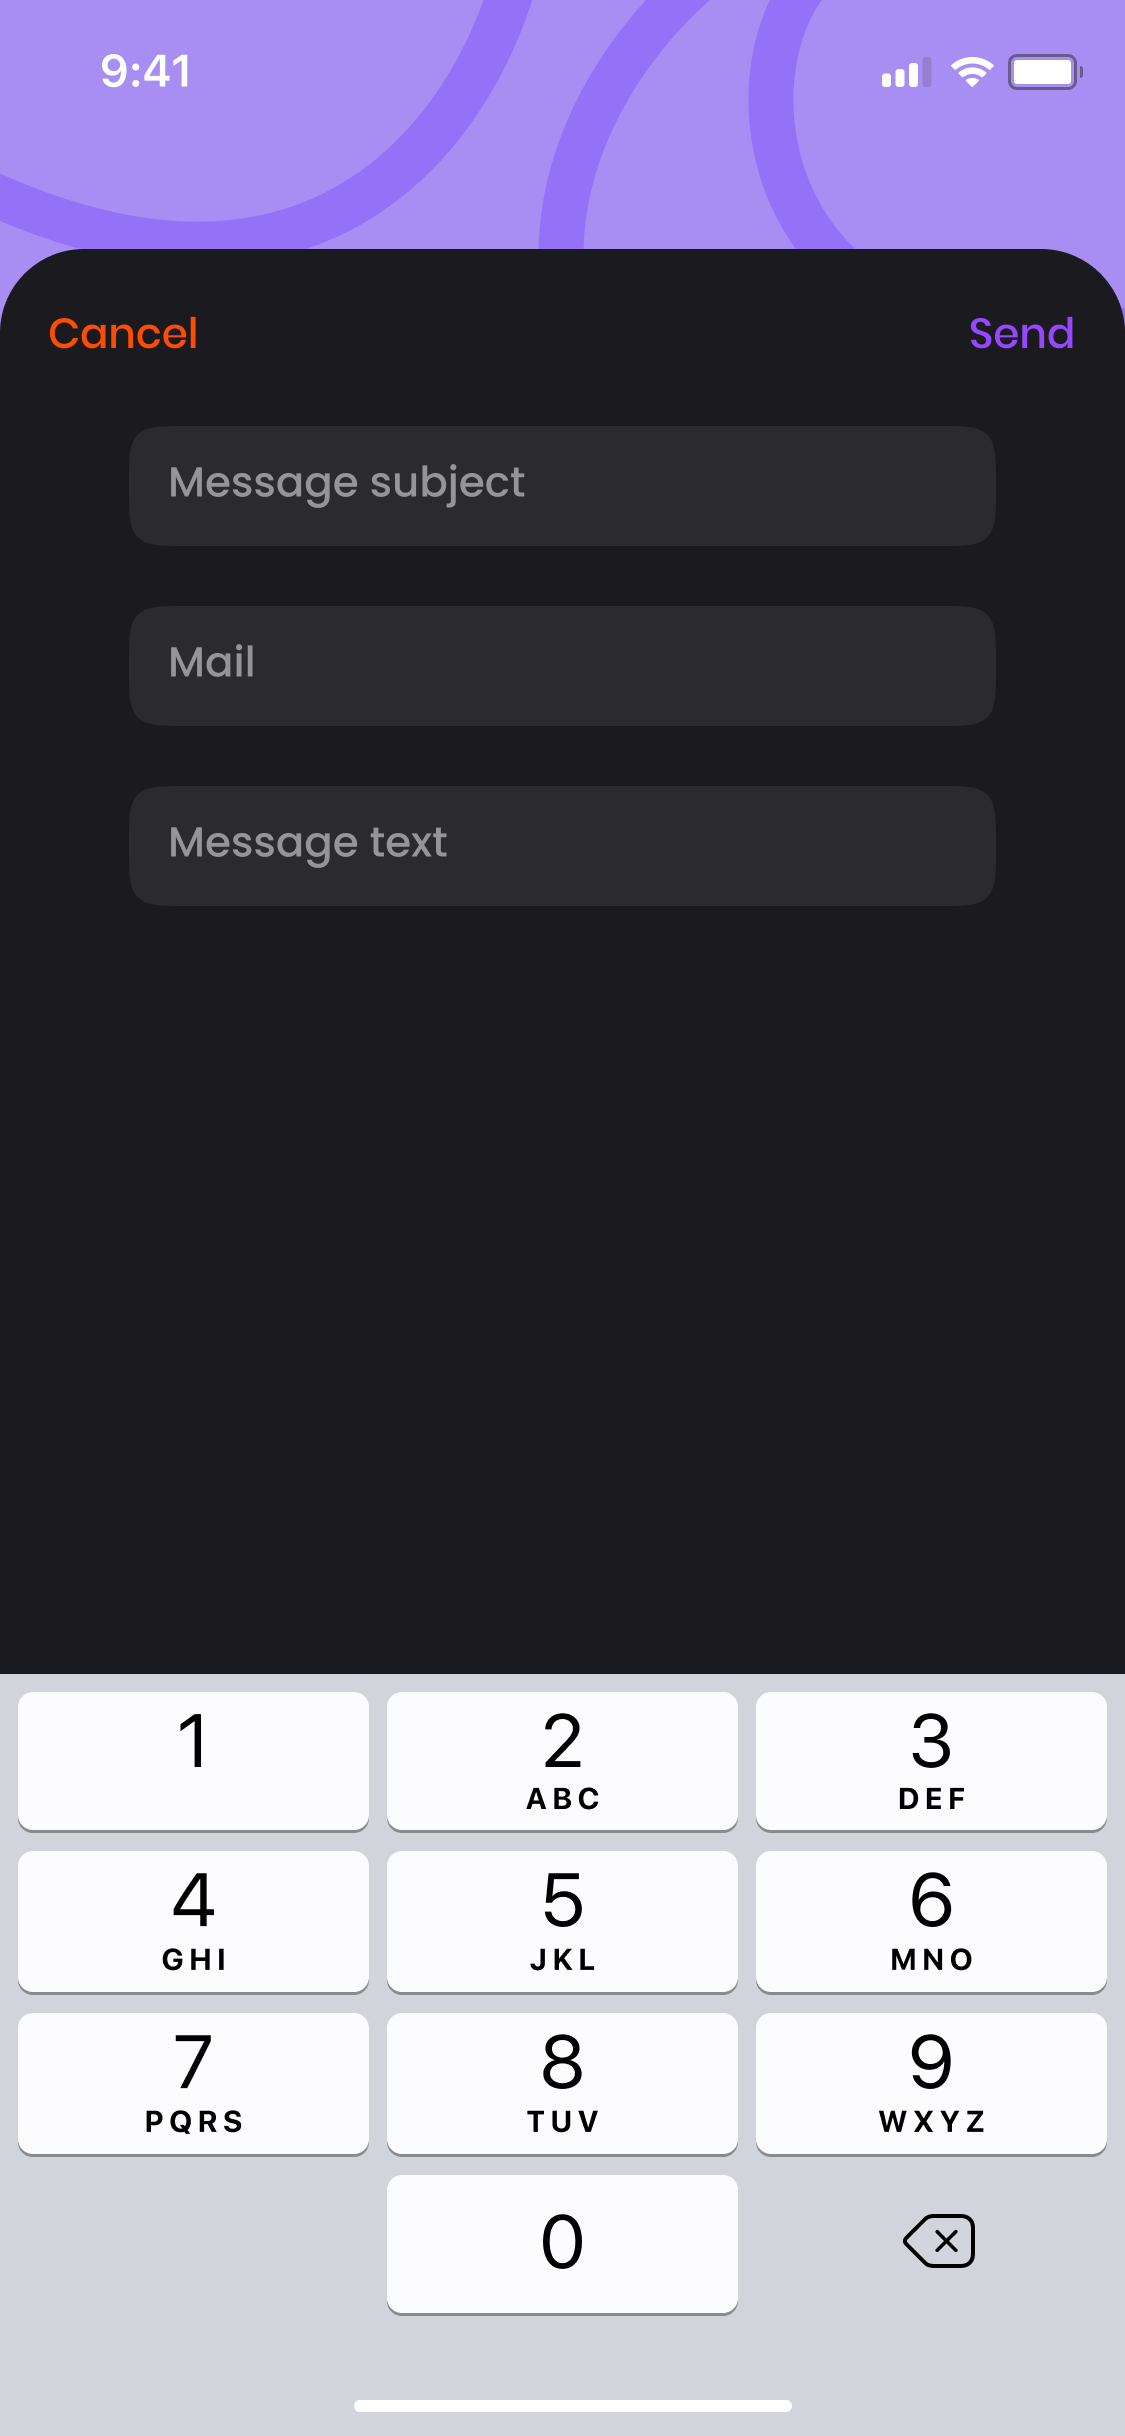 9:41
Cancel Send
Message subject
Mail
Message text
1 2 3
ABC DEF
4 5 6
GHI JKL MNO
7 8 9
PQRS TUV WXYZ
0